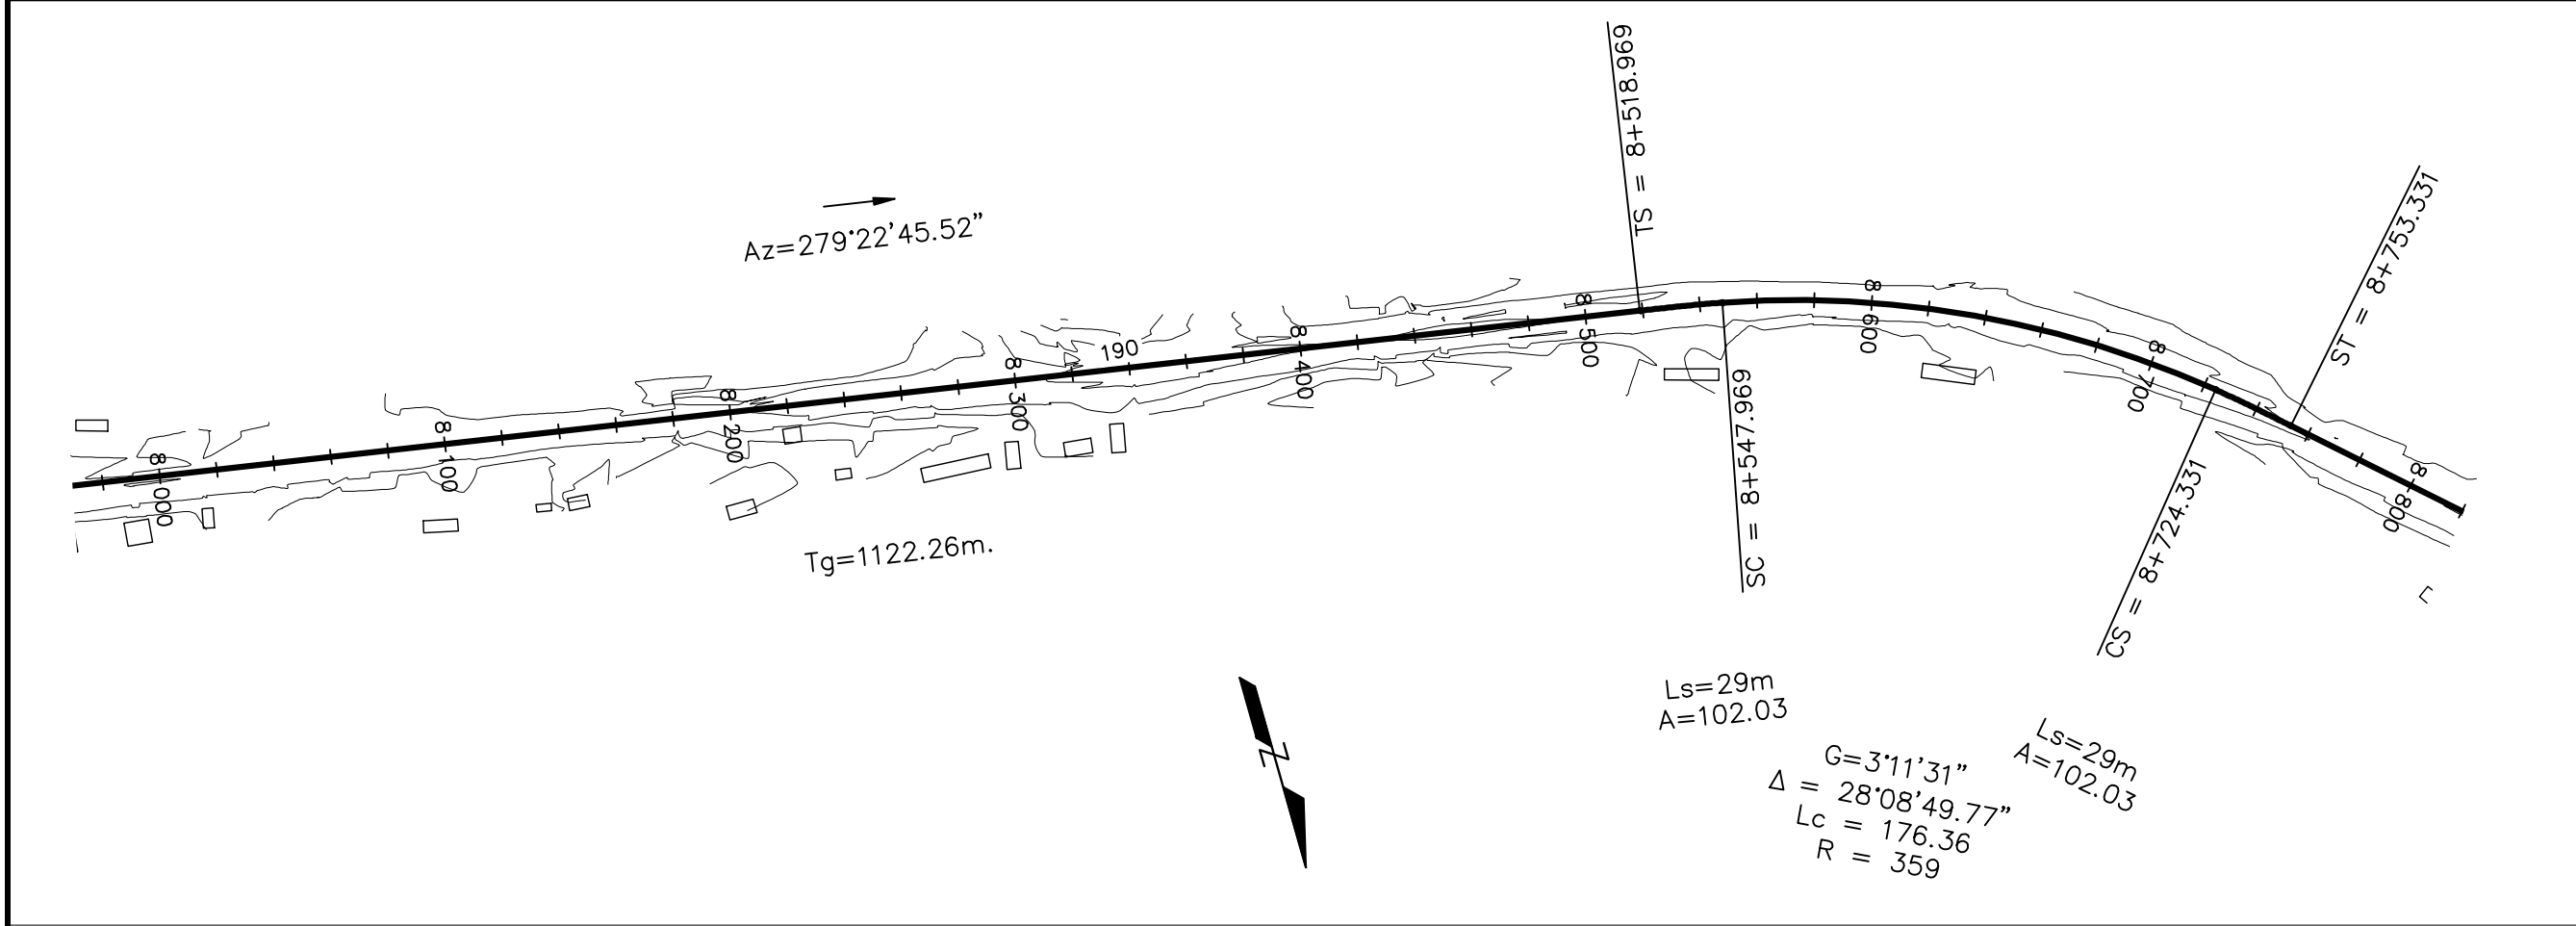 TS = 8+518.969
ST = 8+753.331
Az=279°22'45.52"
8 000
8 100
8 200
8 300
190
8 400
8 500
8 600
8 700
8 800
SC = 8+547.969
CS = 8+724.331
Tg=1122.26m.
N
Ls=29m
A=102.03
Ls=29m
A=102.03
G=3°11'31"
Δ = 28°08'49.77"
Lc = 176.36
R = 359